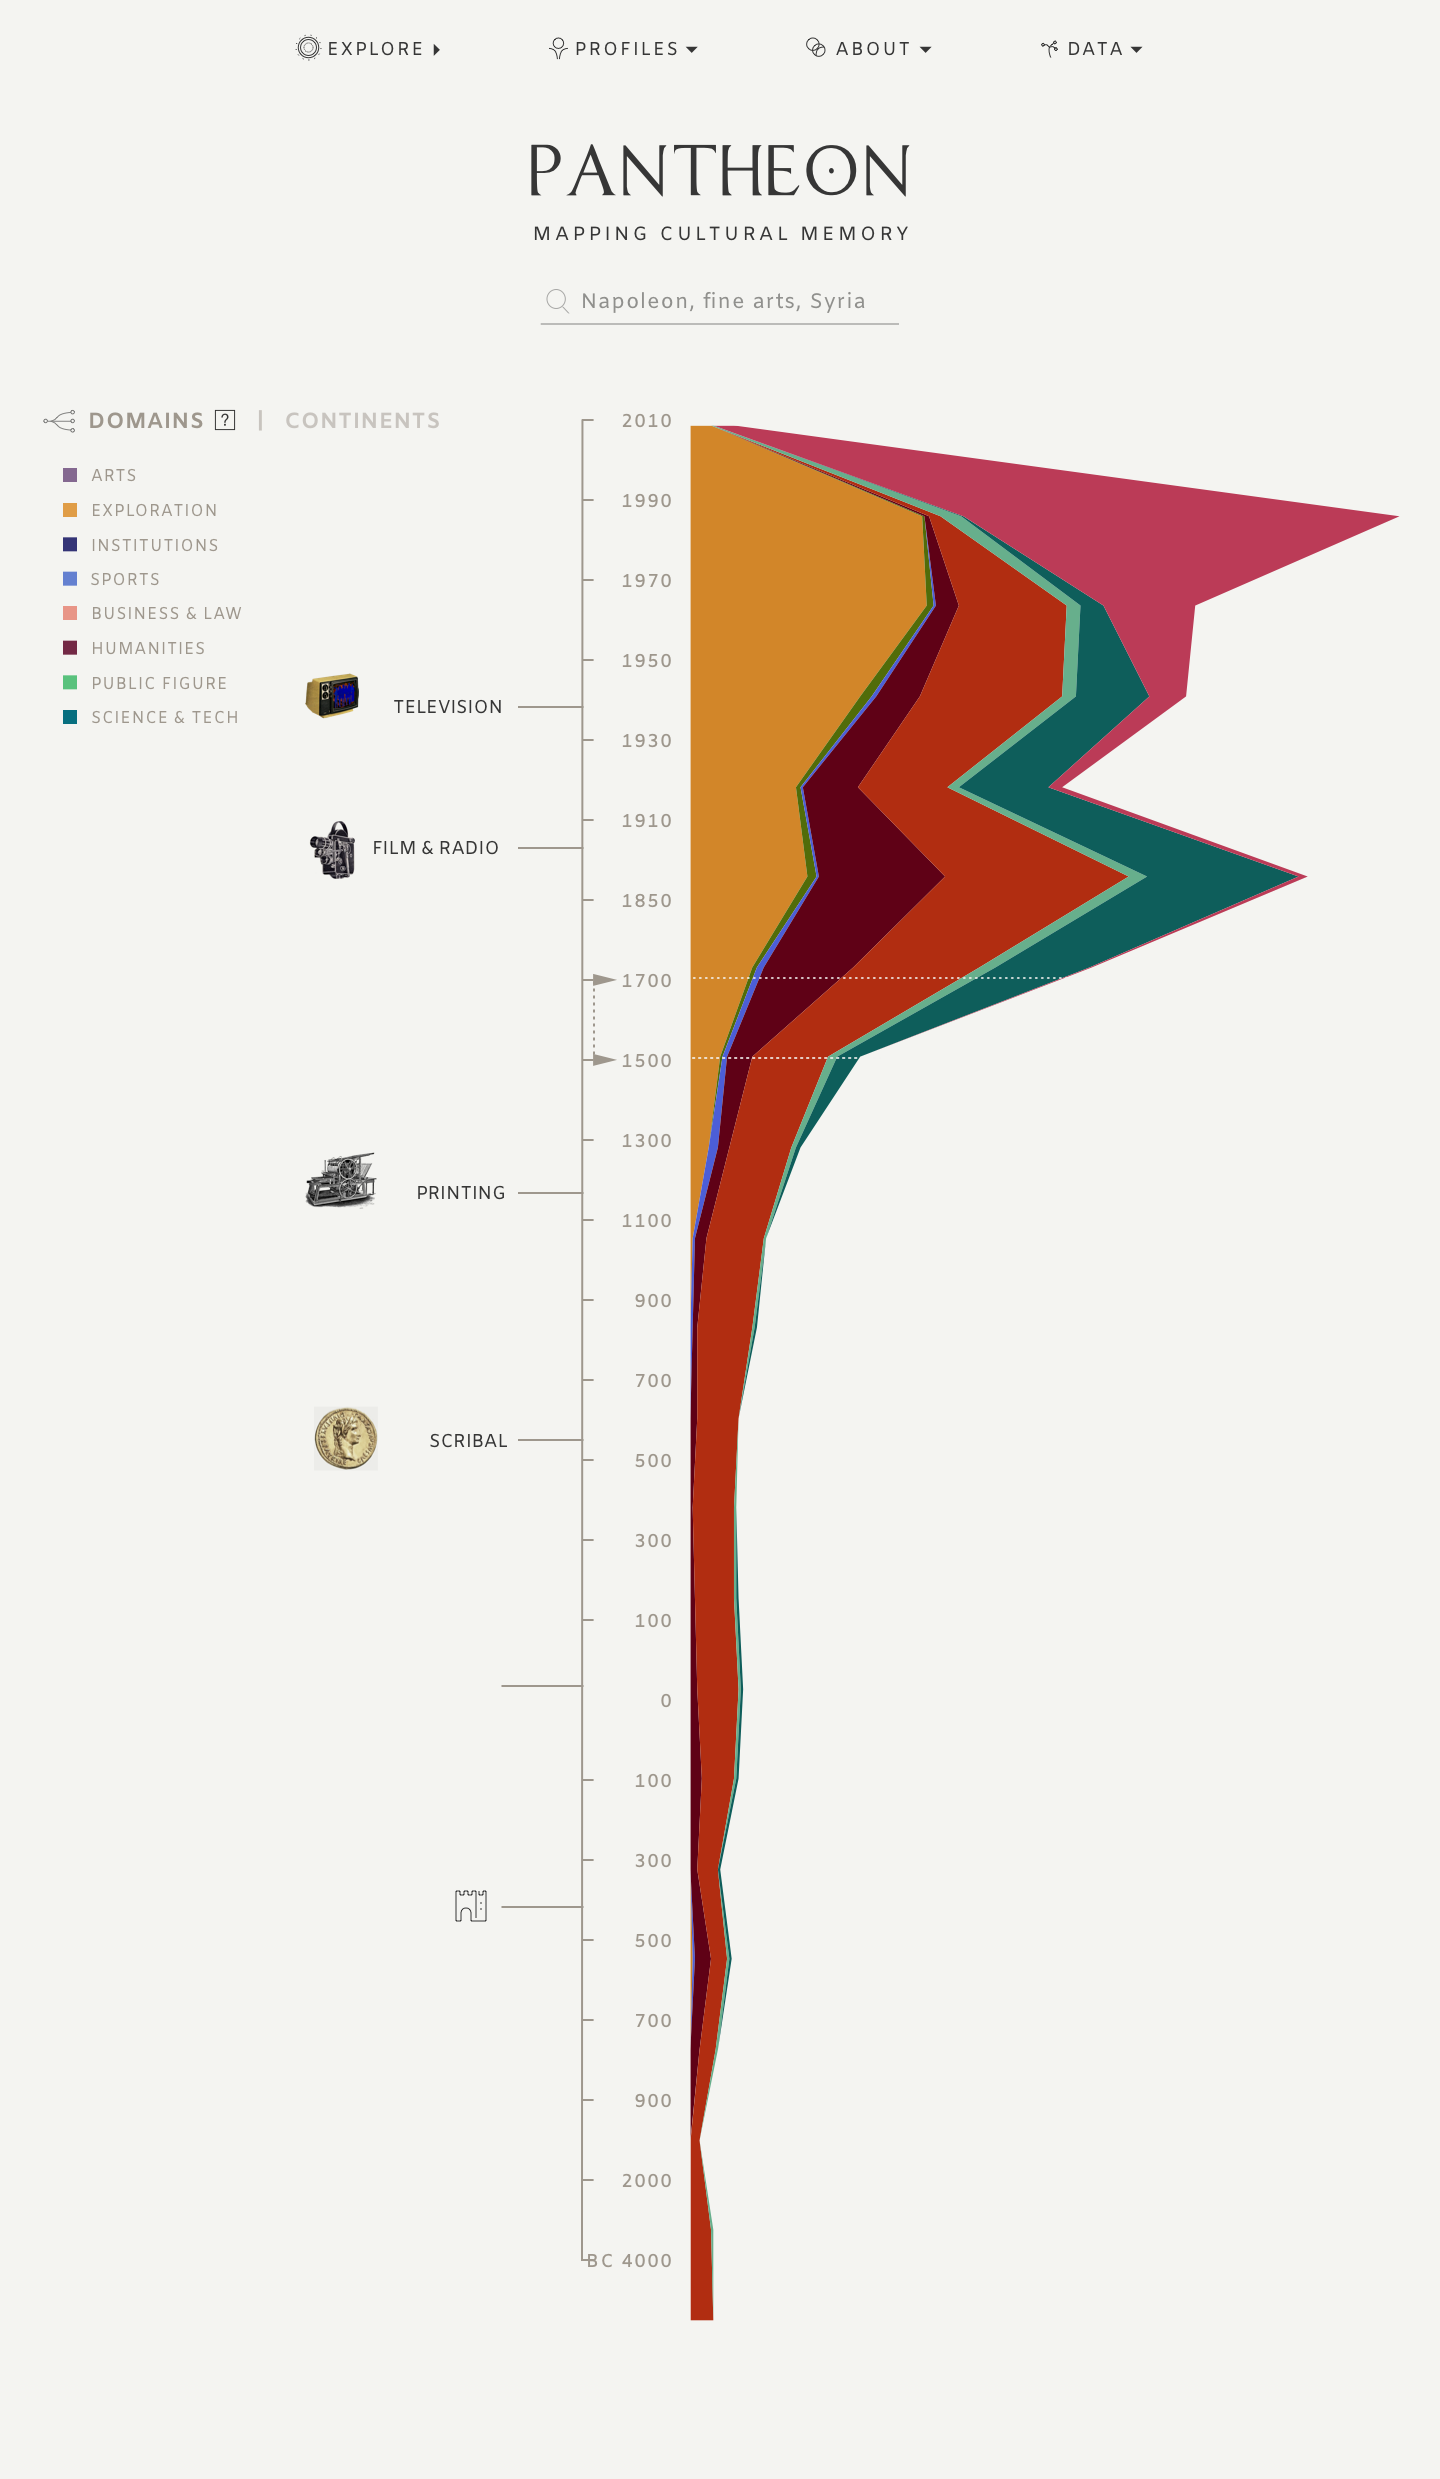 EXPLORE PROFILES ABOUT DATA
PANTHEON
MAPPING CULTURAL MEMORY
Napoleon, fine arts, Syria
DOMAINS ? | CONTINENTS
ARTS
EXPLORATION
INSTITUTIONS
SPORTS
BUSINESS & LAW
HUMANITIES
PUBLIC FIGURE
SCIENCE & TECH
2010
1990
1970
1950
TELEVISION
1930
1910
FILM & RADIO
1850
1700
1500
1300
PRINTING
1100
900
700
SCRIBAL
500
300
100
0
100
300
500
700
900
2000
BC 4000